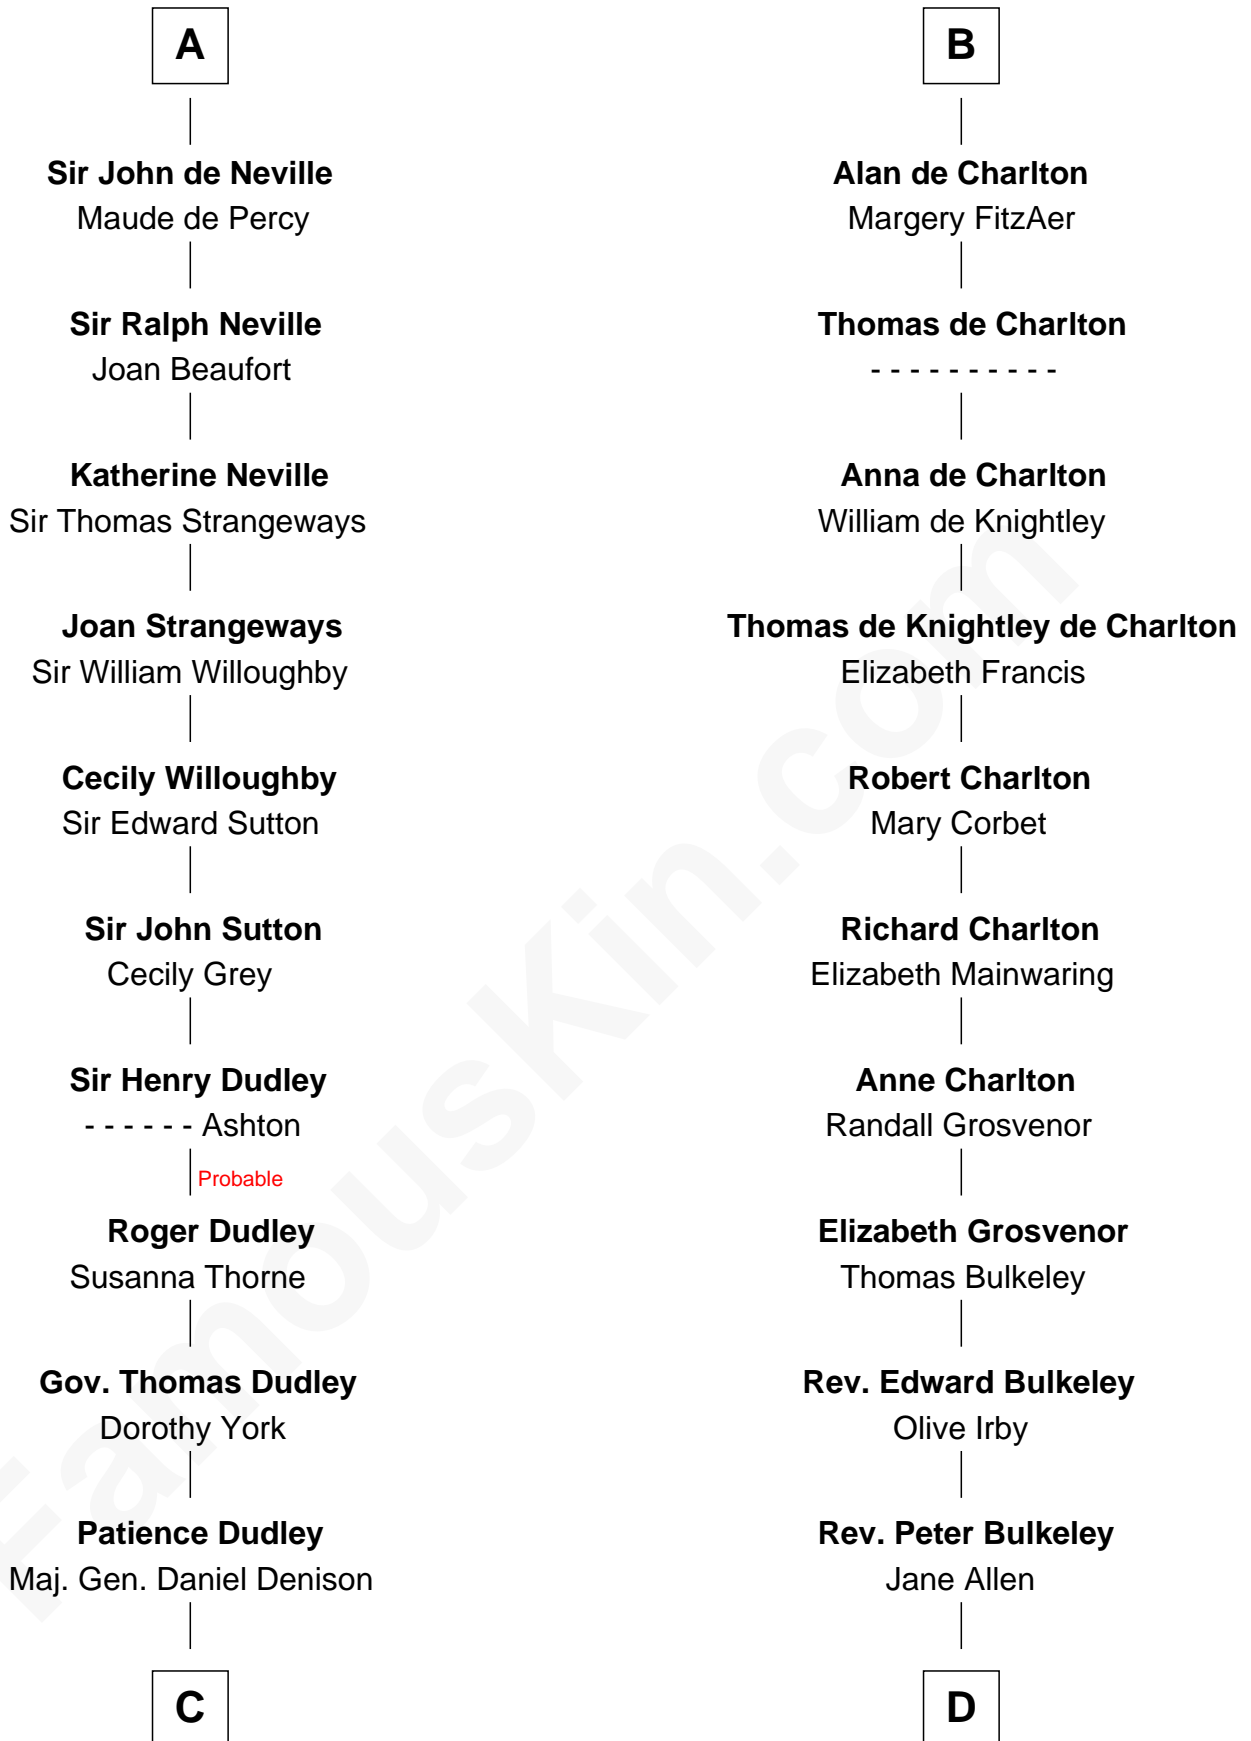 A
Sir John de Neville
Maude de Percy
Sir Ralph Neville
Joan Beaufort
Katherine Neville
Sir Thomas Strangeways
Joan Strangeways
Sir William Willoughby
Cecily Willoughby
Sir Edward Sutton
Sir John Sutton
Cecily Grey
Sir Henry Dudley
- - - - - - Ashton
Probable
Roger Dudley
Susanna Thorne
Gov. Thomas Dudley
Dorothy York
Patience Dudley
Maj. Gen. Daniel Denison
C
B
Alan de Charlton
Margery FitzAer
Thomas de Charlton
- - - - - - - - - -
Anna de Charlton
William de Knightley
Thomas de Knightley de Charlton
Elizabeth Francis
Robert Charlton
Mary Corbet
Richard Charlton
Elizabeth Mainwaring
Anne Charlton
Randall Grosvenor
Elizabeth Grosvenor
Thomas Bulkeley
Rev. Edward Bulkeley
Olive Irby
Rev. Peter Bulkeley
Jane Allen
D
FamousKin.com